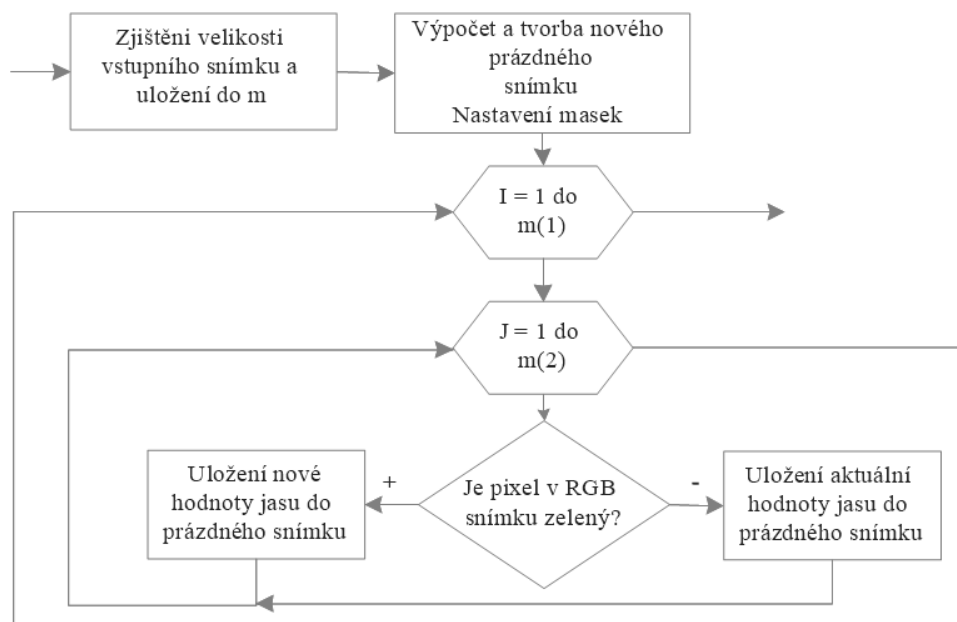 Zjištěni velikosti
vstupního snímku a
uložení do m
Výpočet a tvorba nového
prázdného
snímku
Nastavení masek
I = 1 do
m(1)
J = 1 do
m(2)
Je pixel v RGB
snímku zelený?
+
-
Uložení nové
hodnoty jasu do
prázdného snímku
Uložení aktuální
hodnoty jasu do
prázdného snímku